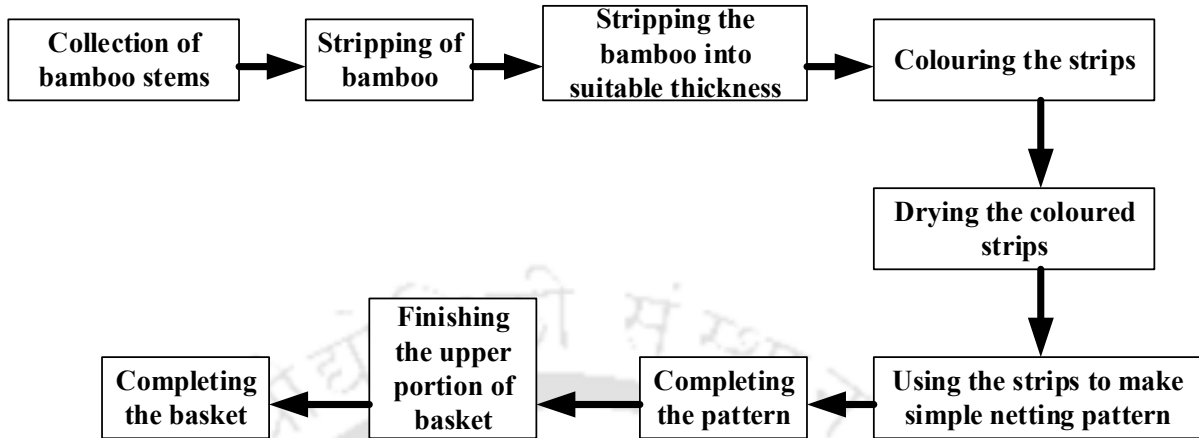 Collection of
bamboo stems
Stripping of
bamboo
Stripping the
bamboo into
suitable thickness
Colouring the strips
Drying the coloured
strips
Using the strips to make
simple netting pattern
Completing
the pattern
Finishing
the upper
portion of
basket
Completing
the basket